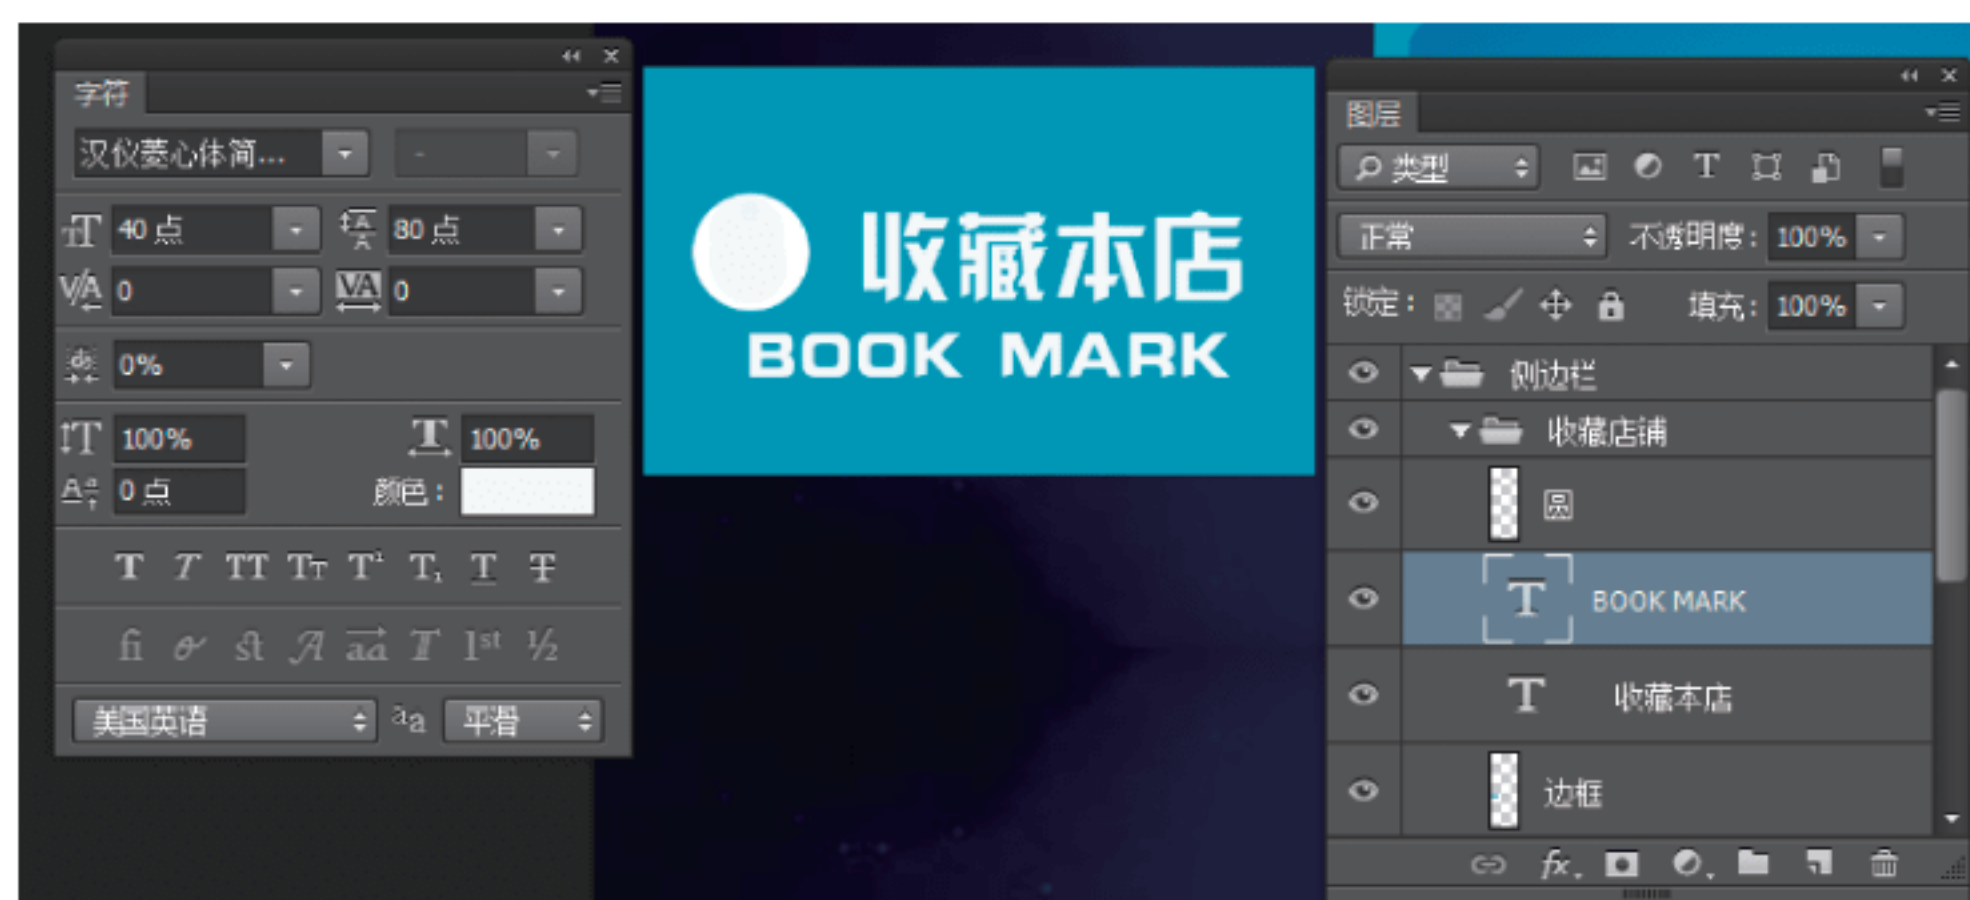 字符
汉仪菱心体简...
-
40 点
80 点
0
0
0%
100%
100%
0 点
颜色：
美国英语
aa
平滑
收藏本店
BOOK MARK
图层
类型
正常
不透明度：
100%
锁定：
填充：
100%
侧边栏
收藏店铺
圆
BOOK MARK
收藏本店
边框
fx.